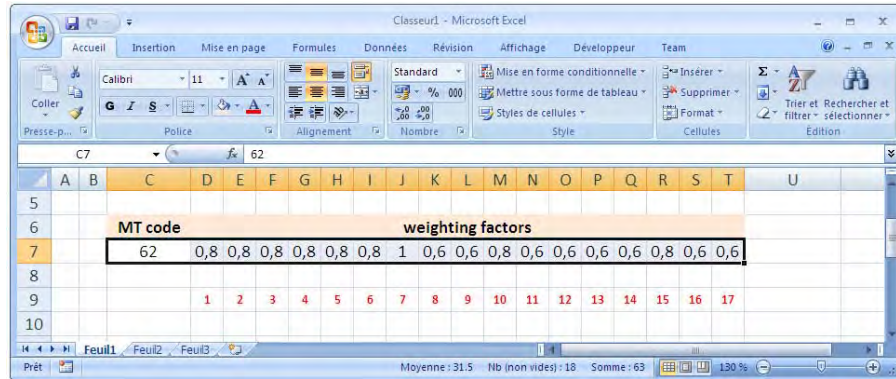 Classeur1 - Microsoft Excel
Accueil Insertion Mise en page Formules Données Révision Affichage Développeur Team
Coller
Calibri 11
G I S
Standard
% 000
Mise en forme conditionnelle
Mettre sous forme de tableau
Styles de cellules
Insérer
Supprimer
Format
Trier et filtrer
Rechercher et sélectionner
Presse-p... Police Alignement Nombre Style Cellules Édition
C7 fx 62
A B C D E F G H I J K L M N O P Q R S T U
5
6 MT code weighting factors
7 62 0,8 0,8 0,8 0,8 0,8 0,8 1 0,6 0,6 0,8 0,6 0,6 0,6 0,6 0,8 0,6 0,6
8
9 1 2 3 4 5 6 7 8 9 10 11 12 13 14 15 16 17
10
Feuil1 Feuil2 Feuil3
Prêt Moyenne : 31.5 Nb (non vides) : 18 Somme : 63 130 %